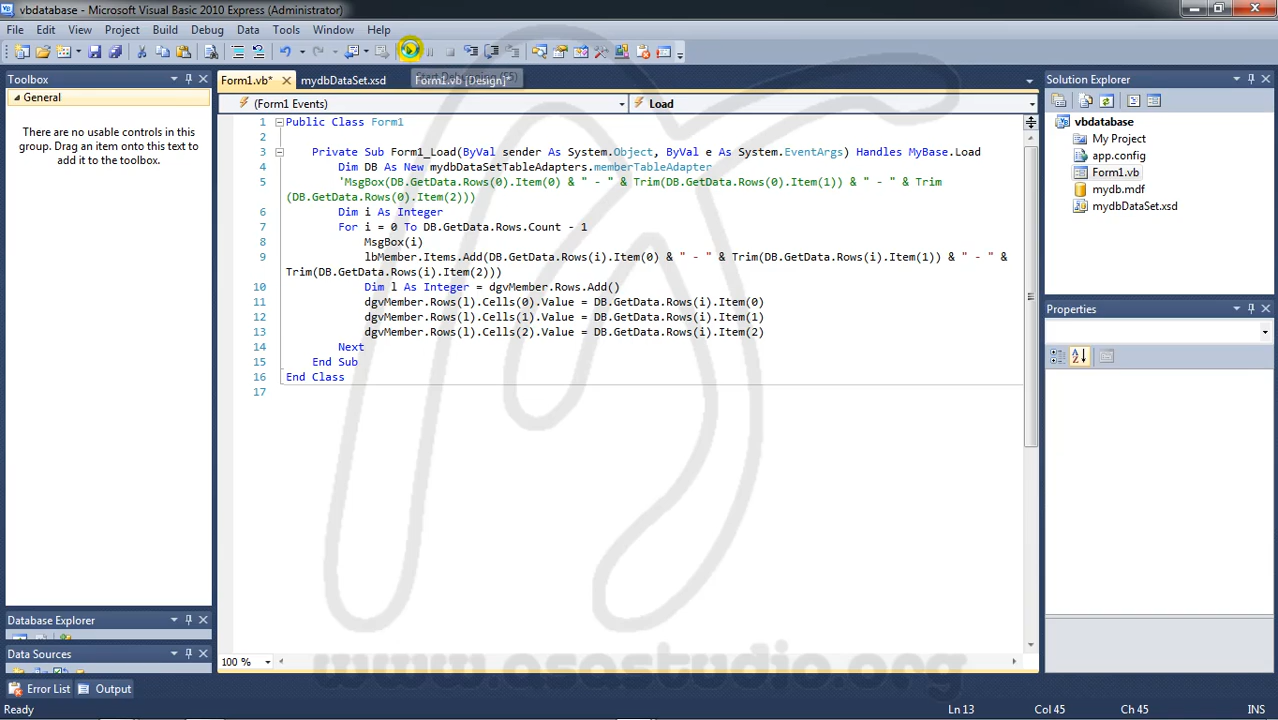 vbdatabase - Microsoft Visual Basic 2010 Express (Administrator)
File Edit View Project Build Debug Data Tools Window Help
Toolbox
General
There are no usable controls in this
group. Drag an item onto this text to
add it to the toolbox.
Database Explorer
Data Sources
Error List Output
Form1.vb* mydbDataSet.xsd Form1.vb [Design]*
Start Debugging (F5)
(Form1 Events) Load
1 Public Class Form1
2
3 Private Sub Form1_Load(ByVal sender As System.Object, ByVal e As System.EventArgs) Handles MyBase.Load
4 Dim DB As New mydbDataSetTableAdapters.memberTableAdapter
5 'MsgBox(DB.GetData.Rows(0).Item(0) & " - " & Trim(DB.GetData.Rows(0).Item(1)) & " - " & Trim
(DB.GetData.Rows(0).Item(2)))
6 Dim i As Integer
7 For i = 0 To DB.GetData.Rows.Count - 1
8 MsgBox(i)
9 lbMember.Items.Add(DB.GetData.Rows(i).Item(0) & " - " & Trim(DB.GetData.Rows(i).Item(1)) & " - " &
Trim(DB.GetData.Rows(i).Item(2)))
10 Dim l As Integer = dgvMember.Rows.Add()
11 dgvMember.Rows(l).Cells(0).Value = DB.GetData.Rows(i).Item(0)
12 dgvMember.Rows(l).Cells(1).Value = DB.GetData.Rows(i).Item(1)
13 dgvMember.Rows(l).Cells(2).Value = DB.GetData.Rows(i).Item(2)
14 Next
15 End Sub
16 End Class
17
100 %
www.asastudio.org
Solution Explorer
vbdatabase
My Project
app.config
Form1.vb
mydb.mdf
mydbDataSet.xsd
Properties
Ready Ln 13 Col 45 Ch 45 INS